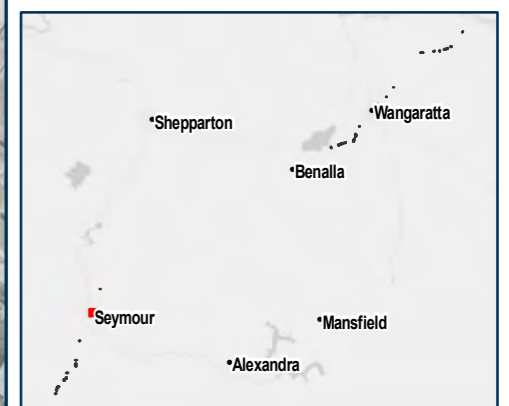 Shepparton
Wangaratta
Benalla
Seymour
Mansfield
Alexandra